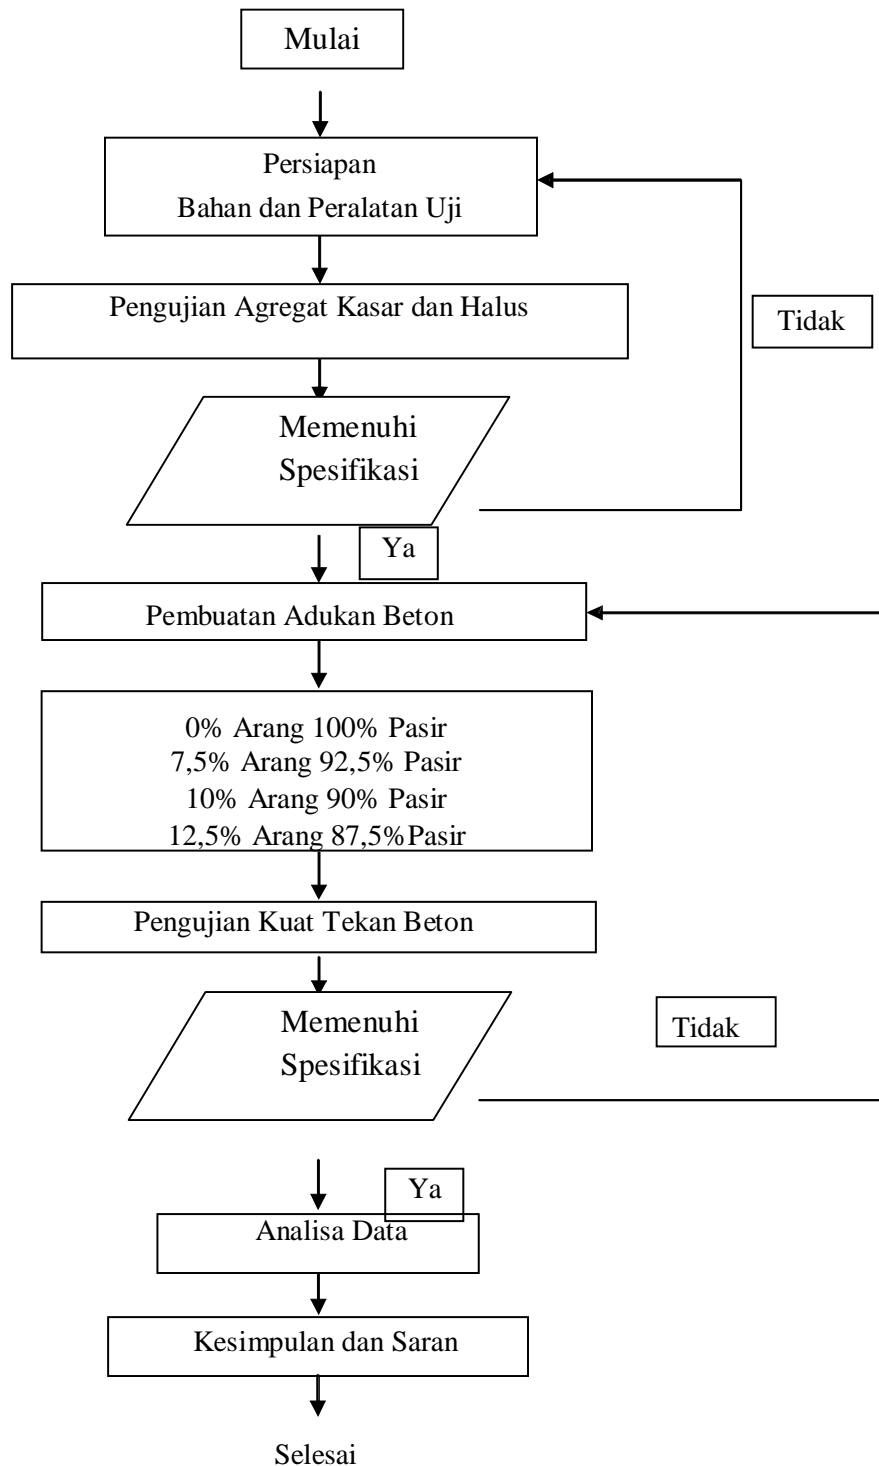 Mulai
Persiapan
Bahan dan Peralatan Uji
Pengujian Agregat Kasar dan Halus
Tidak
Memenuhi
Spesifikasi
Ya
Pembuatan Adukan Beton
0% Arang 100% Pasir
7,5% Arang 92,5% Pasir
10% Arang 90% Pasir
12,5% Arang 87,5%Pasir
Pengujian Kuat Tekan Beton
Memenuhi
Spesifikasi
Tidak
Ya
Analisa Data
Kesimpulan dan Saran
Selesai